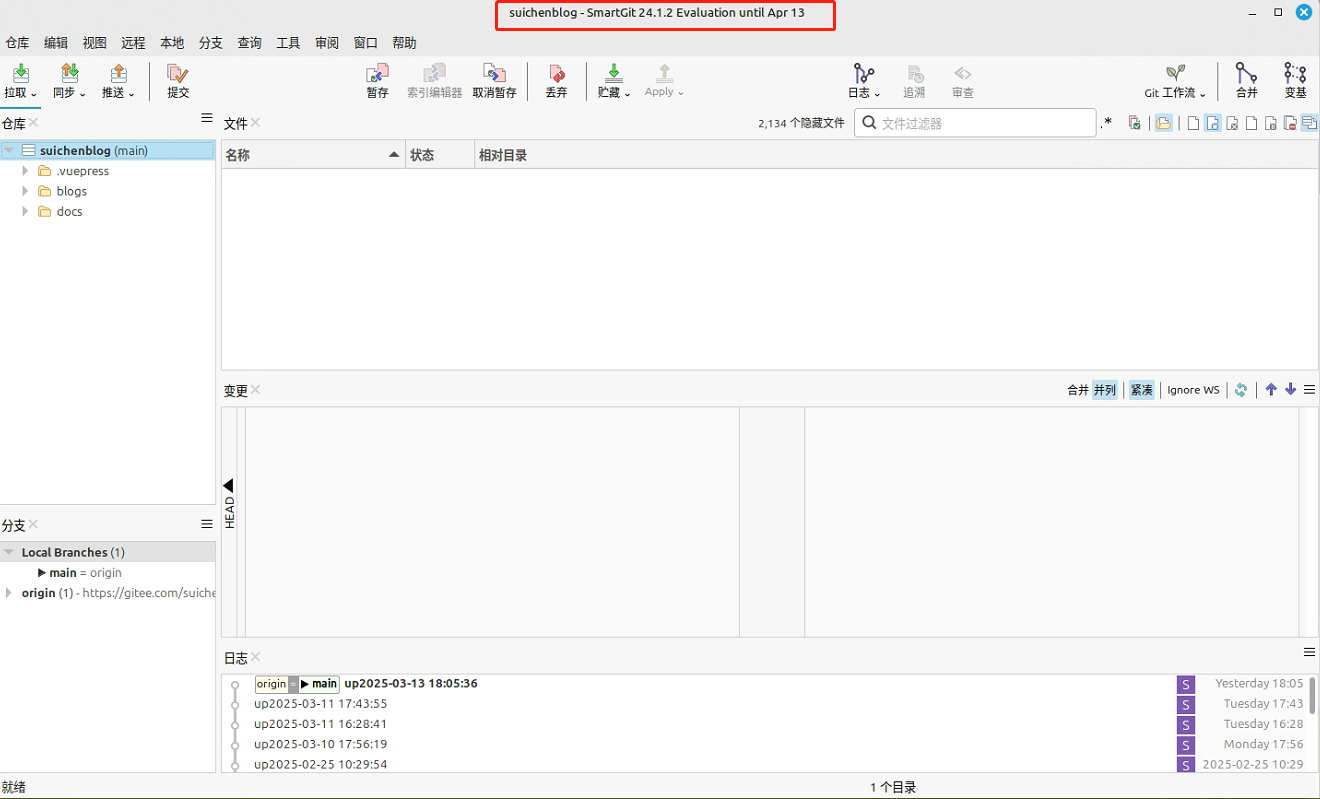 suichenblog - SmartGit 24.1.2 Evaluation until Apr 13
仓库 编辑 视图 远程 本地 分支 查询 工具 审阅 窗口 帮助
拉取 同步 推送 提交 暂存 索引编辑器 取消暂存 丢弃 贮藏 Apply 日志 追溯 审查 Git 工作流 合并 变基
仓库
文件 2,134 个隐藏文件 文件过滤器 .*
名称 状态 相对目录
suichenblog (main)
.vuepress
blogs
docs
变更 合并 并列 紧凑 Ignore WS
HEAD
分支
Local Branches (1)
main = origin
origin (1) - https://gitee.com/suiche
日志
origin = main up2025-03-13 18:05:36 S Yesterday 18:05
up2025-03-11 17:43:55 S Tuesday 17:43
up2025-03-11 16:28:41 S Tuesday 16:28
up2025-03-10 17:56:19 S Monday 17:56
up2025-02-25 10:29:54 S 2025-02-25 10:29
就绪 1 个目录